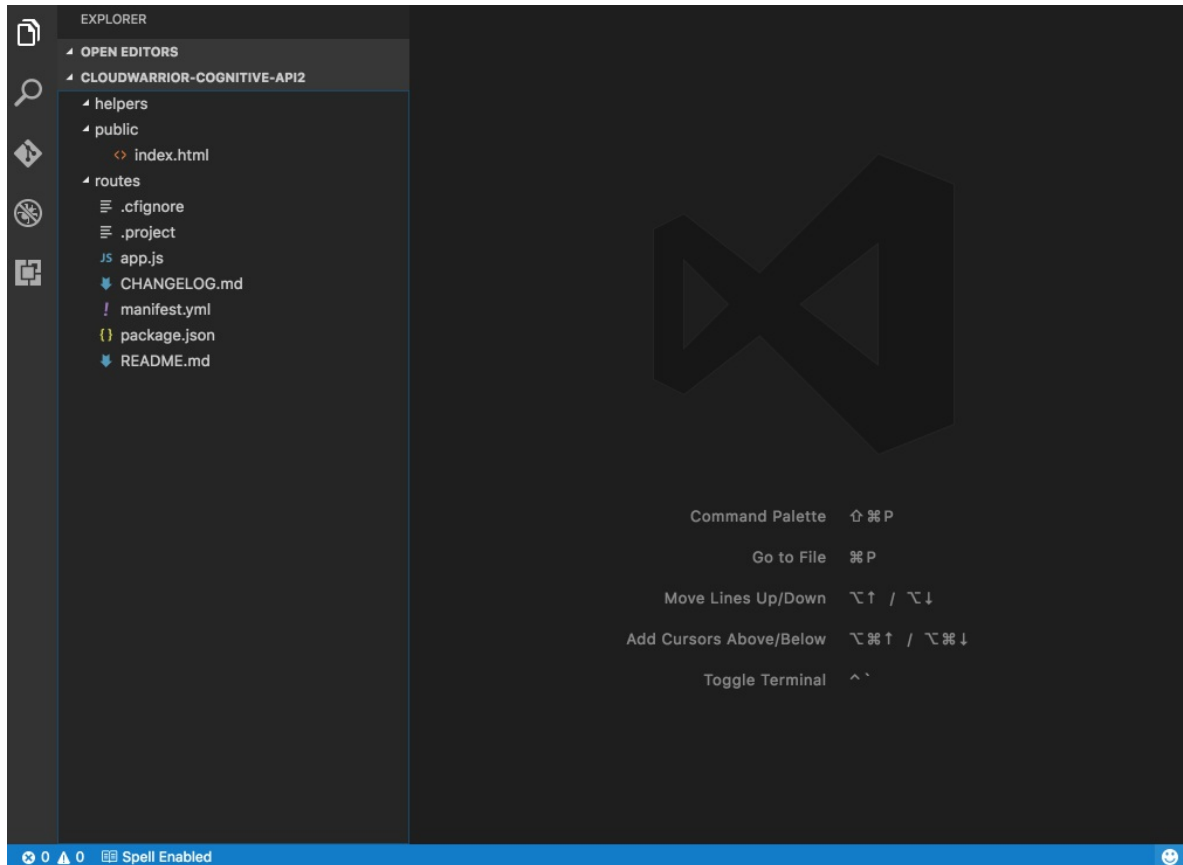 EXPLORER
OPEN EDITORS
CLOUDWARRIOR-COGNITIVE-API2
helpers
public
<> index.html
routes
.cfignore
.project
JS app.js
CHANGELOG.md
! manifest.yml
{} package.json
README.md
Command Palette ⇧⌘P
Go to File ⌘P
Move Lines Up/Down ⌥↑ / ⌥↓
Add Cursors Above/Below ⌥⌘↑ / ⌥⌘↓
Toggle Terminal ^`
0 0 Spell Enabled